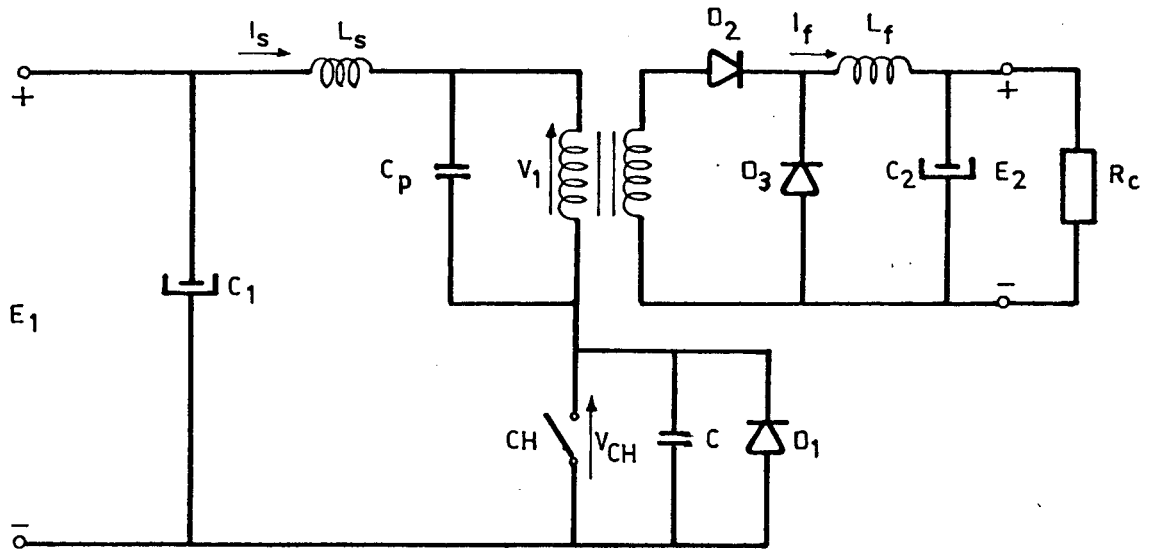 I_s L_s D_2 I_f L_f
+ +
C_p V_1 D_3 C_2 E_2 R_c
C_1
E_1
CH V_CH C D_1
− −